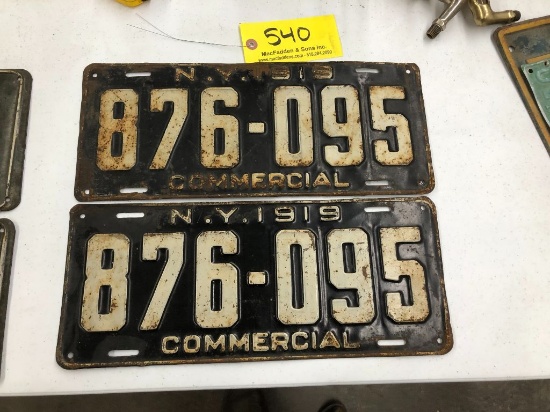 540
MacFadden & Sons Inc.
N.Y.1919
876-095
COMMERCIAL
N.Y.1919
876-095
COMMERCIAL